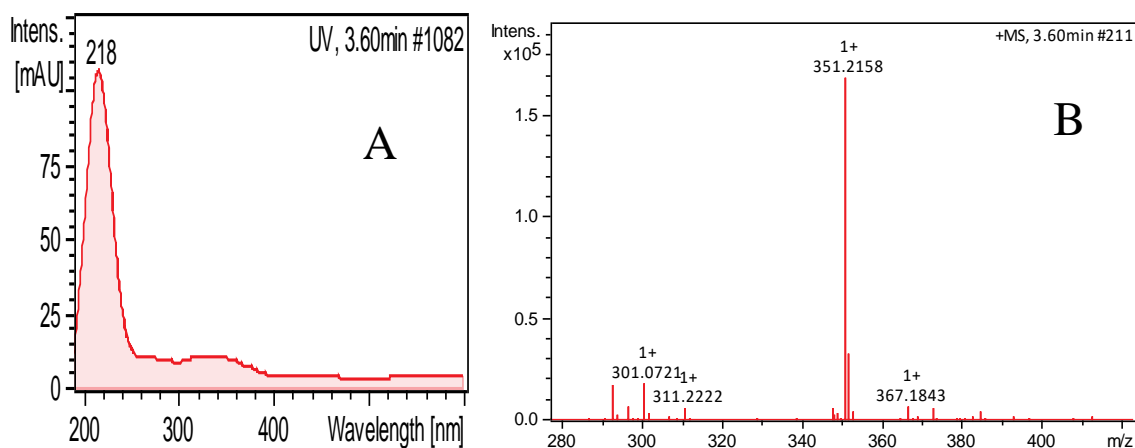 Intens.
[mAU]
UV, 3.60min #1082
218
A
75
50
25
0
200
300
400
Wavelength [nm]
Intens.
x10⁵
+MS, 3.60min #211
1+
351.2158
B
1.5
1.0
0.5
0.0
1+
301.0721
1+
311.2222
1+
367.1843
280
300
320
340
360
380
400
m/z